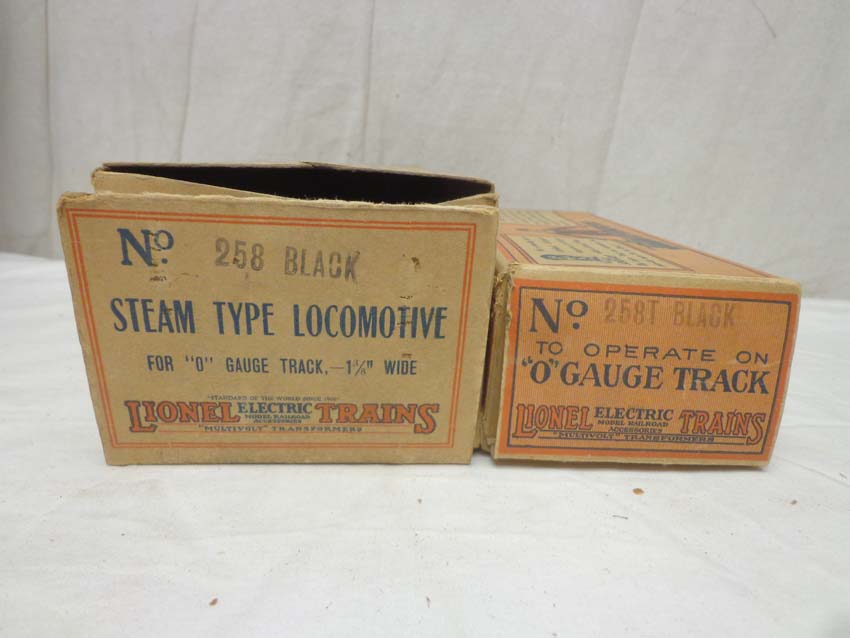 No. 258 BLACK
STEAM TYPE LOCOMOTIVE
FOR "O" GAUGE TRACK,—1⅜" WIDE
"STANDARD OF THE WORLD SINCE 1900"
LIONEL ELECTRIC TRAINS
MODEL RAILROAD
ACCESSORIES
"MULTIVOLT" TRANSFORMERS
No. 258T BLACK
TO OPERATE ON
"O" GAUGE TRACK
LIONEL ELECTRIC TRAINS
MODEL RAILROAD
ACCESSORIES
"MULTIVOLT" TRANSFORMERS